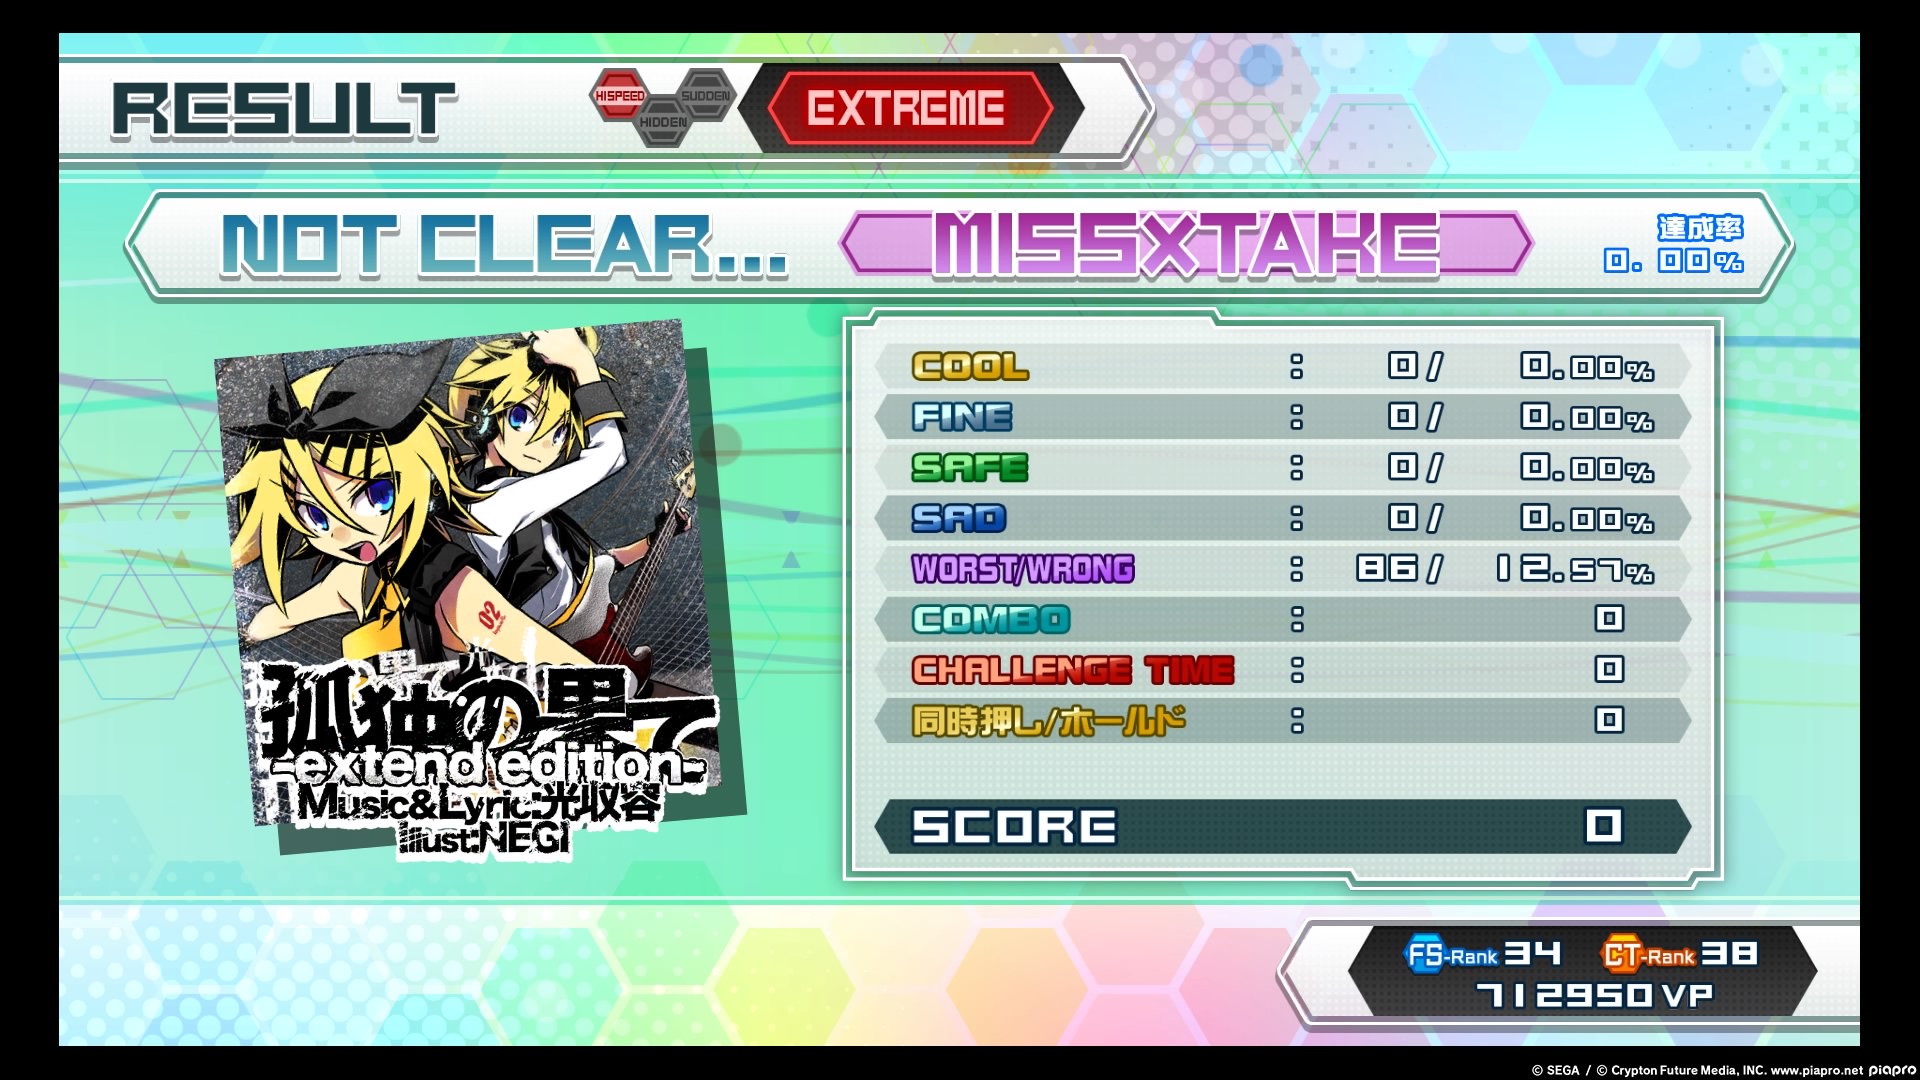 RESULT
HISPEED
SUDDEN
HIDDEN
EXTREME
NOT CLEAR...
MISS×TAKE
達成率
0.00%
COOL : 0/ 0.00%
FINE : 0/ 0.00%
SAFE : 0/ 0.00%
SAD : 0/ 0.00%
WORST/WRONG : 86/ 12.57%
COMBO : 0
CHALLENGE TIME : 0
同時押し/ホールド : 0
SCORE 0
02
孤独の果て
-extend edition-
Music&Lyric:光収容
Illust:NEGI
FS-Rank 34 CT-Rank 38
712950 VP
© SEGA / © Crypton Future Media, INC. www.piapro.net piapro